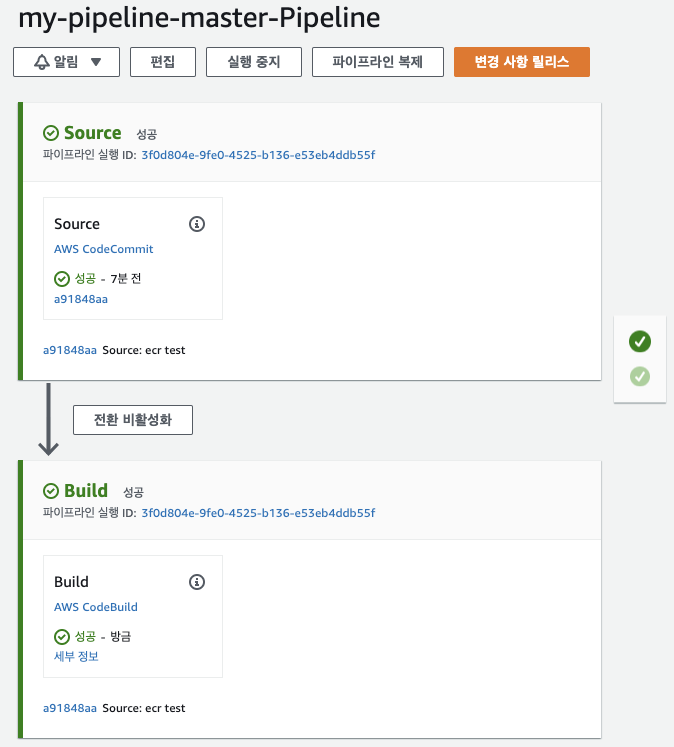 my-pipeline-master-Pipeline
알림 편집 실행 중지 파이프라인 복제 변경 사항 릴리스
Source 성공
파이프라인 실행 ID: 3f0d804e-9fe0-4525-b136-e53eb4ddb55f
Source
AWS CodeCommit
성공 - 7분 전
a91848aa
a91848aa Source: ecr test
전환 비활성화
Build 성공
파이프라인 실행 ID: 3f0d804e-9fe0-4525-b136-e53eb4ddb55f
Build
AWS CodeBuild
성공 - 방금
세부 정보
a91848aa Source: ecr test